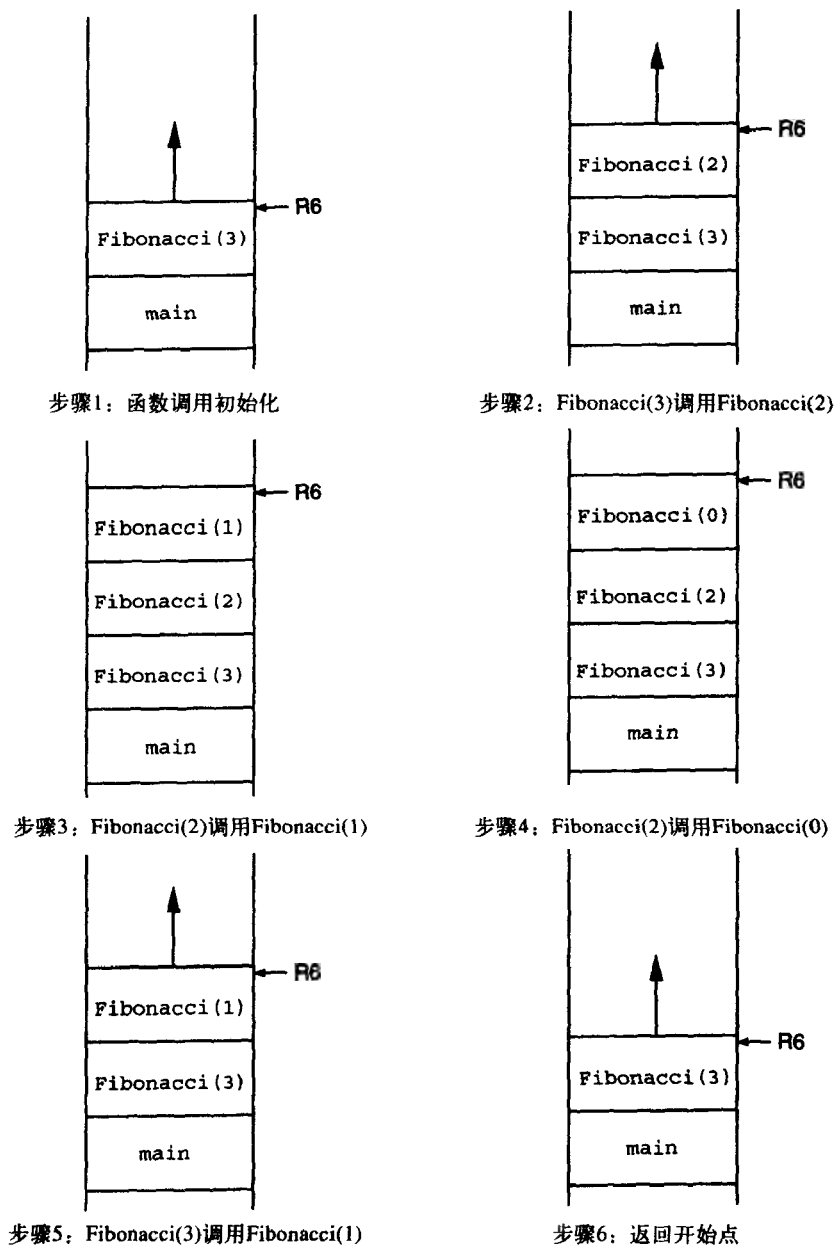 R6
Fibonacci(3)
main
步骤1：函数调用初始化
R6
Fibonacci(2)
Fibonacci(3)
main
步骤2：Fibonacci(3)调用Fibonacci(2)
R6
Fibonacci(1)
Fibonacci(2)
Fibonacci(3)
main
步骤3：Fibonacci(2)调用Fibonacci(1)
R6
Fibonacci(0)
Fibonacci(2)
Fibonacci(3)
main
步骤4：Fibonacci(2)调用Fibonacci(0)
R6
Fibonacci(1)
Fibonacci(3)
main
步骤5：Fibonacci(3)调用Fibonacci(1)
R6
Fibonacci(3)
main
步骤6：返回开始点